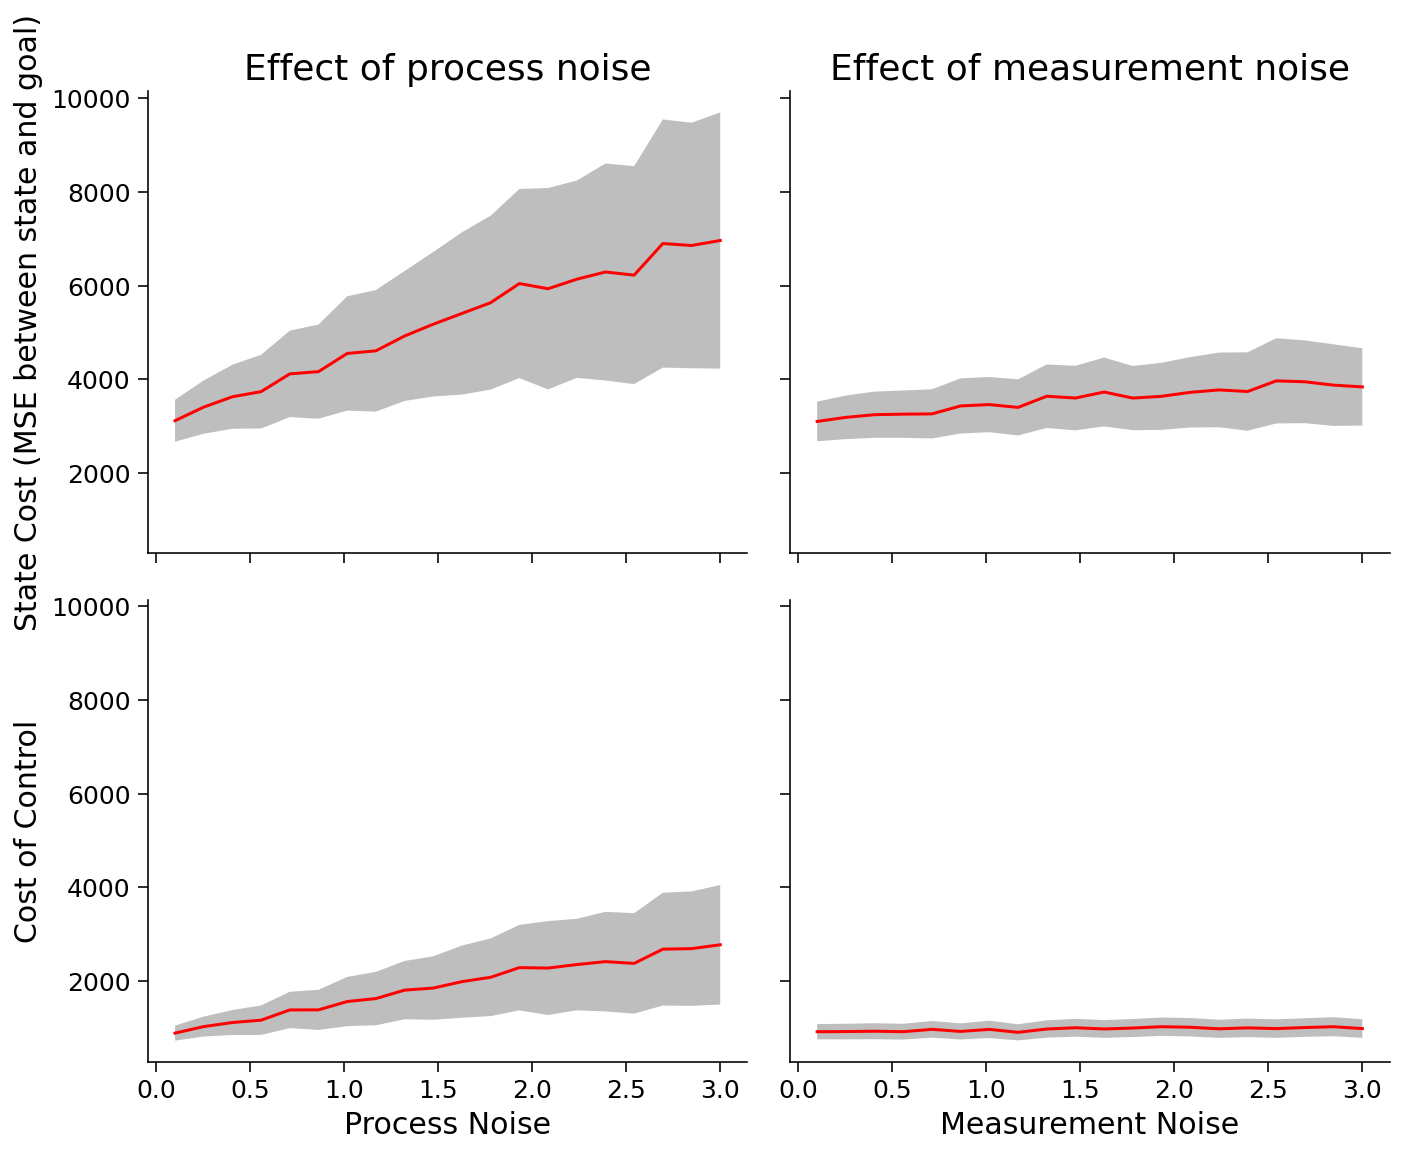 Effect of process noise
Effect of measurement noise
State Cost (MSE between state and goal)
10000
8000
6000
4000
2000
Cost of Control
10000
8000
6000
4000
2000
0.0 0.5 1.0 1.5 2.0 2.5 3.0
Process Noise
0.0 0.5 1.0 1.5 2.0 2.5 3.0
Measurement Noise